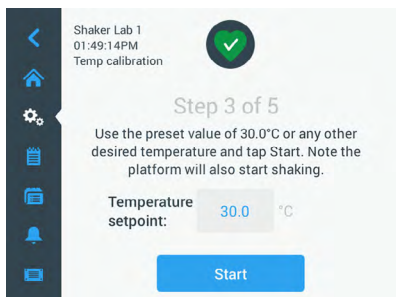 Shaker Lab 1
01:49:14PM
Temp calibration
Step 3 of 5
Use the preset value of 30.0°C or any other
desired temperature and tap Start. Note the
platform will also start shaking.
Temperature
setpoint:
30.0 °C
Start